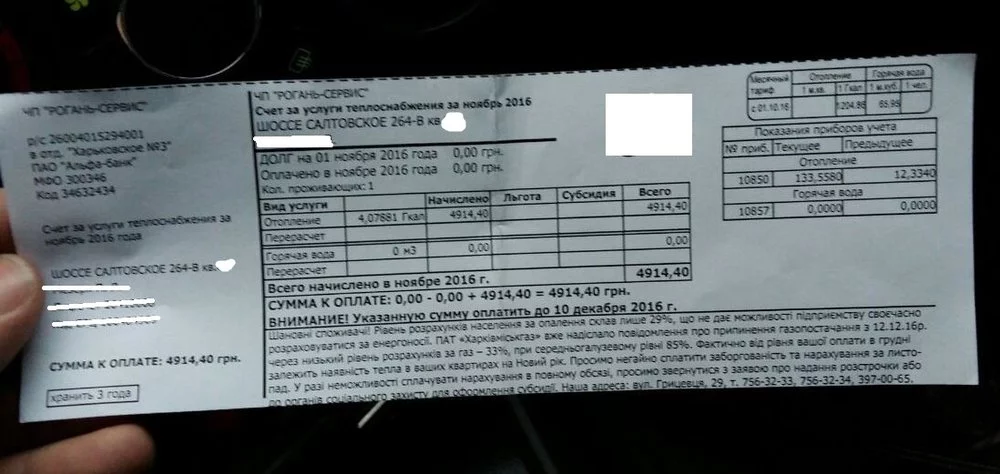 ЧП "РОГАНЬ-СЕРВИС"
р/с 26004015294001
в отд. "Харьковское №3"
ПАО "Альфа-банк"
МФО 300346
Код 34632434
Счет за услуги теплоснабжения за
ноябрь 2016 года
ШОССЕ САЛТОВСКОЕ 264-В кв.
СУММА К ОПЛАТЕ: 4914,40 грн.
хранить 3 года
ЧП "РОГАНЬ-СЕРВИС"
Счет за услуги теплоснабжения за ноябрь 2016
ШОССЕ САЛТОВСКОЕ 264-В кв
ДОЛГ на 01 ноября 2016 года 0,00 грн.
Оплачено в ноябре 2016 года 0,00 грн.
Кол. проживающих: 1
Вид услуги Начислено Льгота Субсидия Всего
Отопление 4,07881 Гкал 4914,40 4914,40
Перерасчет
Горячая вода 0 м3 0,00 0,00
Перерасчет
Всего начислено в ноябре 2016 г. 4914,40
СУММА К ОПЛАТЕ: 0,00 - 0,00 + 4914,40 = 4914,40 грн.
ВНИМАНИЕ! Указанную сумму оплатить до 10 декабря 2016 г.
Шановні споживачі! Рівень розрахунків населення за опалення склав лише 29%, що не дає можливості підприємству своєчасно
розраховуватися за енергоносії. ПАТ «Харківміськгаз» вже надіслало повідомлення про припинення газопостачання з 12.12.16р.
через низький рівень розрахунків за газ – 33%, при середньогалузевому рівні 85%. Фактично від рівня вашої оплати в грудні
залежить наявність тепла в ваших квартирах на Новий рік. Просимо негайно сплатити заборгованість та нарахування за листо-
пад. У разі неможливості сплачувати нарахування в повному обсязі, просимо звернутися з заявою про надання розстрочки або
до органів соціального захисту для оформлення субсидії. Наша адреса: вул. Грицевця, 29, т. 756-32-33, 756-32-34, 397-00-65.
Месячный тариф Отопление Горячая вода
1 м.кв. 1 Гкал 1 м.куб. 1 чел.
с 01.10.16 1204.86 65.95
Показания приборов учета
№ приб. Текущее Предыдущее
Отопление
10850 133,5580 12,3340
Горячая вода
10857 0,0000 0,0000